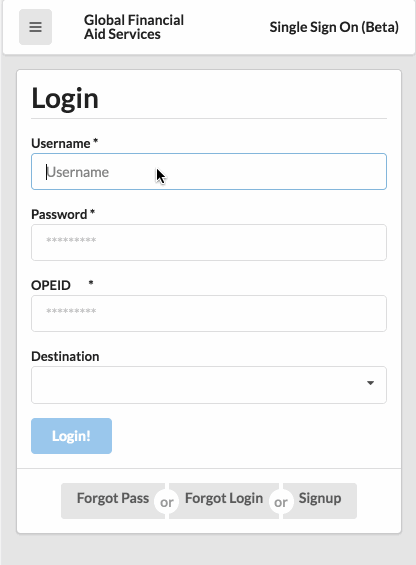 Global Financial
Aid Services
Single Sign On (Beta)
Login
Username *
Username
Password *
*********
OPEID *
*********
Destination
Login!
Forgot Pass or Forgot Login or Signup